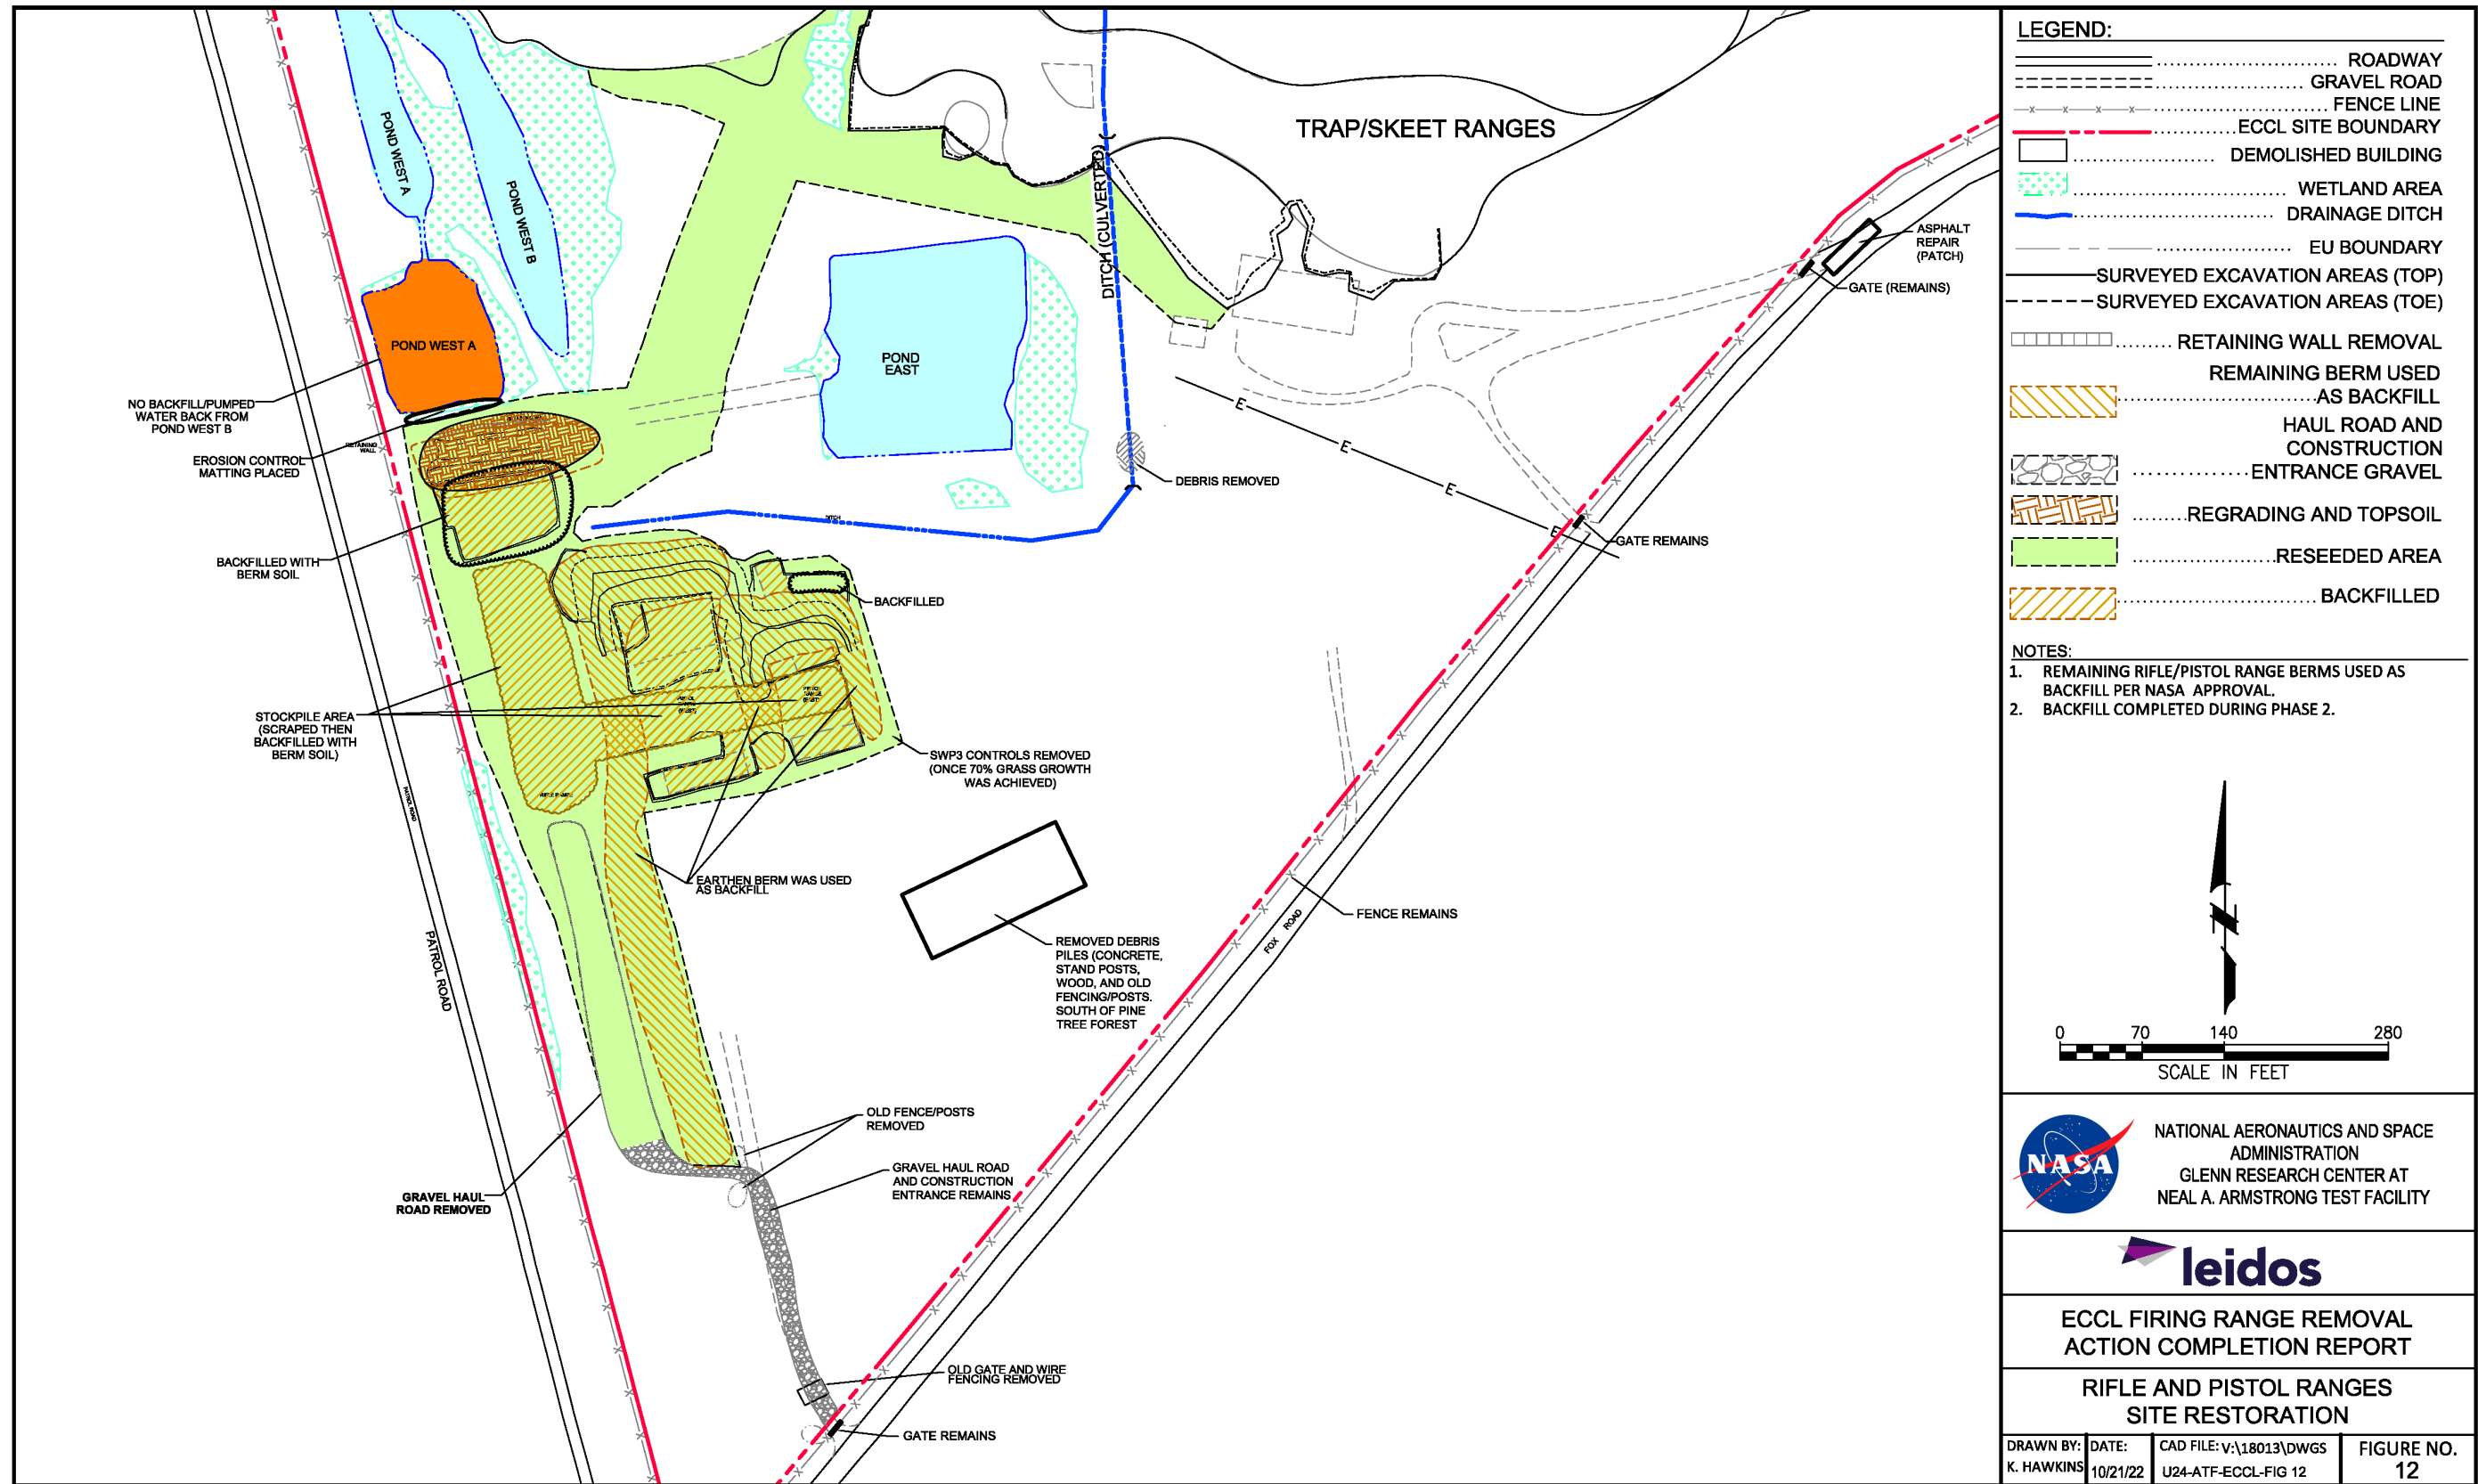 TRAP/SKEET RANGES
POND WEST A
POND WEST B
DITCH (CULVERTED)
ASPHALT
REPAIR
(PATCH)
GATE (REMAINS)
POND WEST A
POND
EAST
NO BACKFILL/PUMPED
WATER BACK FROM
POND WEST B
RETAINING
WALL
EROSION CONTROL
MATTING PLACED
DEBRIS REMOVED
E
E
E
E
DITCH
GATE REMAINS
BACKFILLED WITH
BERM SOIL
BACKFILLED
STOCKPILE AREA
(SCRAPED THEN
BACKFILLED WITH
BERM SOIL)
SWP3 CONTROLS REMOVED
(ONCE 70% GRASS GROWTH
WAS ACHIEVED)
PATROL ROAD
EARTHEN BERM WAS USED
AS BACKFILL
PATROL ROAD
REMOVED DEBRIS
PILES (CONCRETE,
STAND POSTS,
WOOD, AND OLD
FENCING/POSTS.
SOUTH OF PINE
TREE FOREST
FENCE REMAINS
FOX ROAD
OLD FENCE/POSTS
REMOVED
GRAVEL HAUL ROAD
AND CONSTRUCTION
ENTRANCE REMAINS
GRAVEL HAUL
ROAD REMOVED
OLD GATE AND WIRE
FENCING REMOVED
GATE REMAINS
LEGEND:
ROADWAY
GRAVEL ROAD
FENCE LINE
ECCL SITE BOUNDARY
DEMOLISHED BUILDING
WETLAND AREA
DRAINAGE DITCH
EU BOUNDARY
SURVEYED EXCAVATION AREAS (TOP)
SURVEYED EXCAVATION AREAS (TOE)
RETAINING WALL REMOVAL
REMAINING BERM USED
AS BACKFILL
HAUL ROAD AND
CONSTRUCTION
ENTRANCE GRAVEL
REGRADING AND TOPSOIL
RESEEDED AREA
BACKFILLED
NOTES:
1. REMAINING RIFLE/PISTOL RANGE BERMS USED AS
BACKFILL PER NASA APPROVAL.
2. BACKFILL COMPLETED DURING PHASE 2.
N
0 70 140 280
SCALE IN FEET
NASA
NATIONAL AERONAUTICS AND SPACE
ADMINISTRATION
GLENN RESEARCH CENTER AT
NEAL A. ARMSTRONG TEST FACILITY
leidos
ECCL FIRING RANGE REMOVAL
ACTION COMPLETION REPORT
RIFLE AND PISTOL RANGES
SITE RESTORATION
DRAWN BY:
K. HAWKINS
DATE:
10/21/22
CAD FILE: V:\18013\DWGS
U24-ATF-ECCL-FIG 12
FIGURE NO.
12